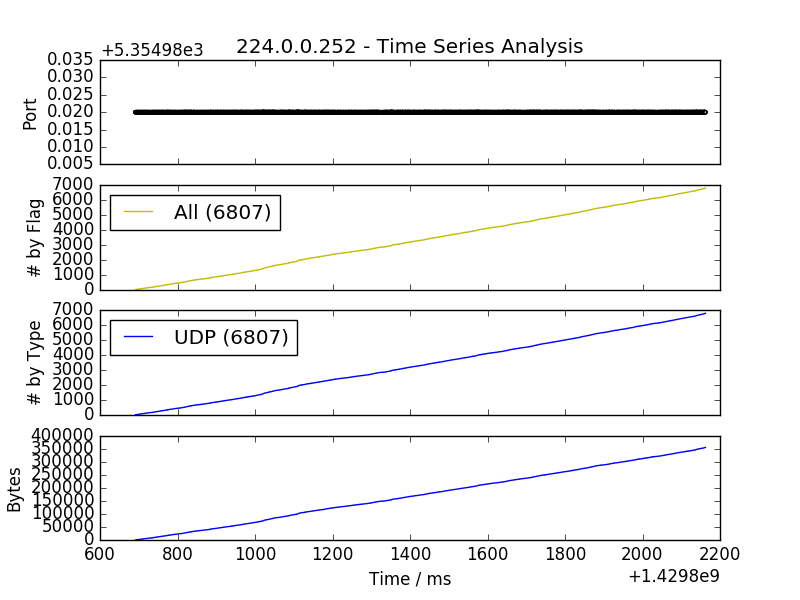 +5.35498e3
224.0.0.252 - Time Series Analysis
0.035
0.030
0.025
0.020
0.015
0.010
0.005
Port
7000
6000
5000
4000
3000
2000
1000
0
# by Flag
All (6807)
7000
6000
5000
4000
3000
2000
1000
0
# by Type
UDP (6807)
400000
350000
300000
250000
200000
150000
100000
50000
0
Bytes
600 800 1000 1200 1400 1600 1800 2000 2200
Time / ms
+1.4298e9